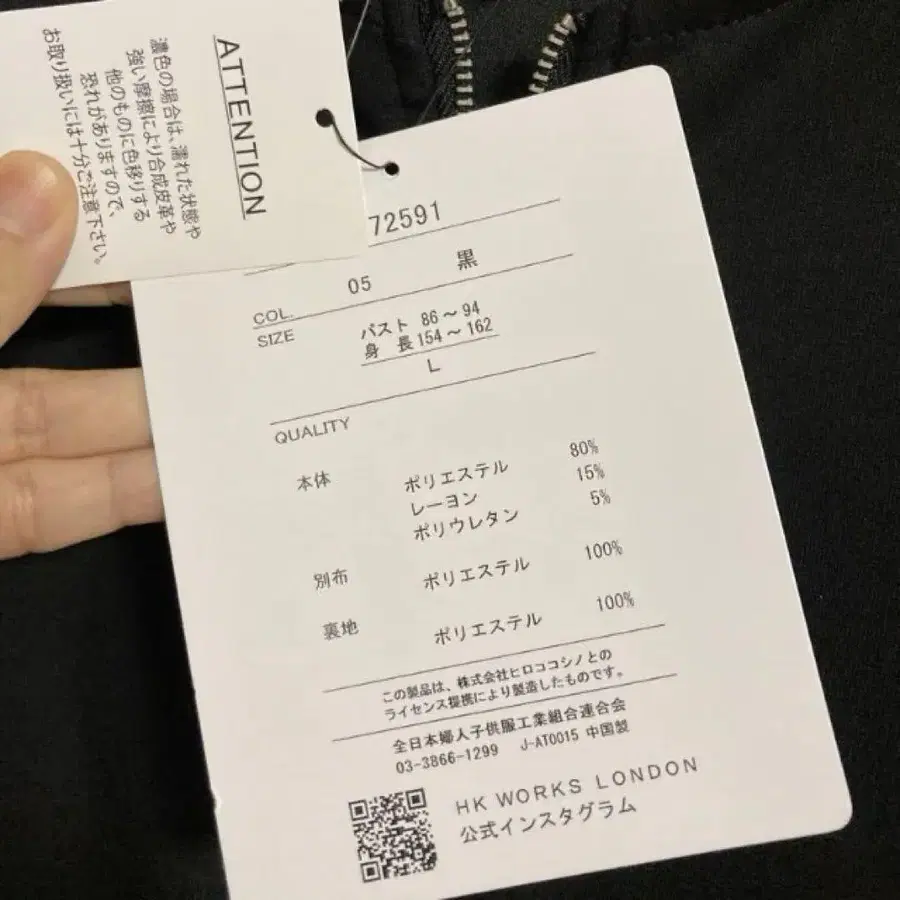 ATTENTION
濃色の場合は、濡れた状態や
強い摩擦により合成皮革や
他のものに色移りする
恐れがありますので、
お取り扱いには十分ご注意下さい。
72591
COL. 05 黒
SIZE バスト 86～94
身 長 154～162
L
QUALITY
本体 ポリエステル 80%
レーヨン 15%
ポリウレタン 5%
別布 ポリエステル 100%
裏地 ポリエステル 100%
この製品は、株式会社ヒロココシノとの
ライセンス提携により製造したものです。
全日本婦人子供服工業組合連合会
03-3866-1299 J-AT0015 中国製
HK WORKS LONDON
公式インスタグラム